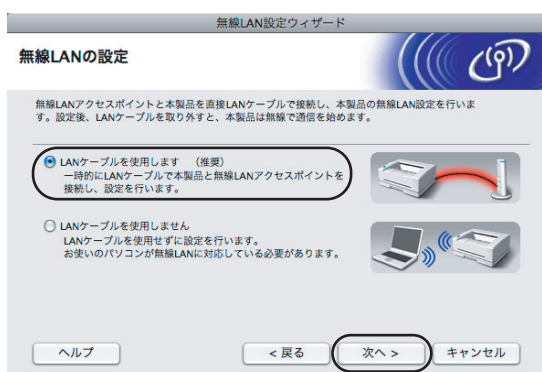 無線LAN設定ウィザード
無線LANの設定
無線LANアクセスポイントと本製品を直接LANケーブルで接続し、本製品の無線LAN設定を行いま
す。設定後、LANケーブルを取り外すと、本製品は無線で通信を始めます。
LANケーブルを使用します （推奨）
一時的にLANケーブルで本製品と無線LANアクセスポイントを
接続し、設定を行います。
LANケーブルを使用しません
LANケーブルを使用せずに設定を行います。
お使いのパソコンが無線LANに対応している必要があります。
ヘルプ < 戻る 次へ > キャンセル